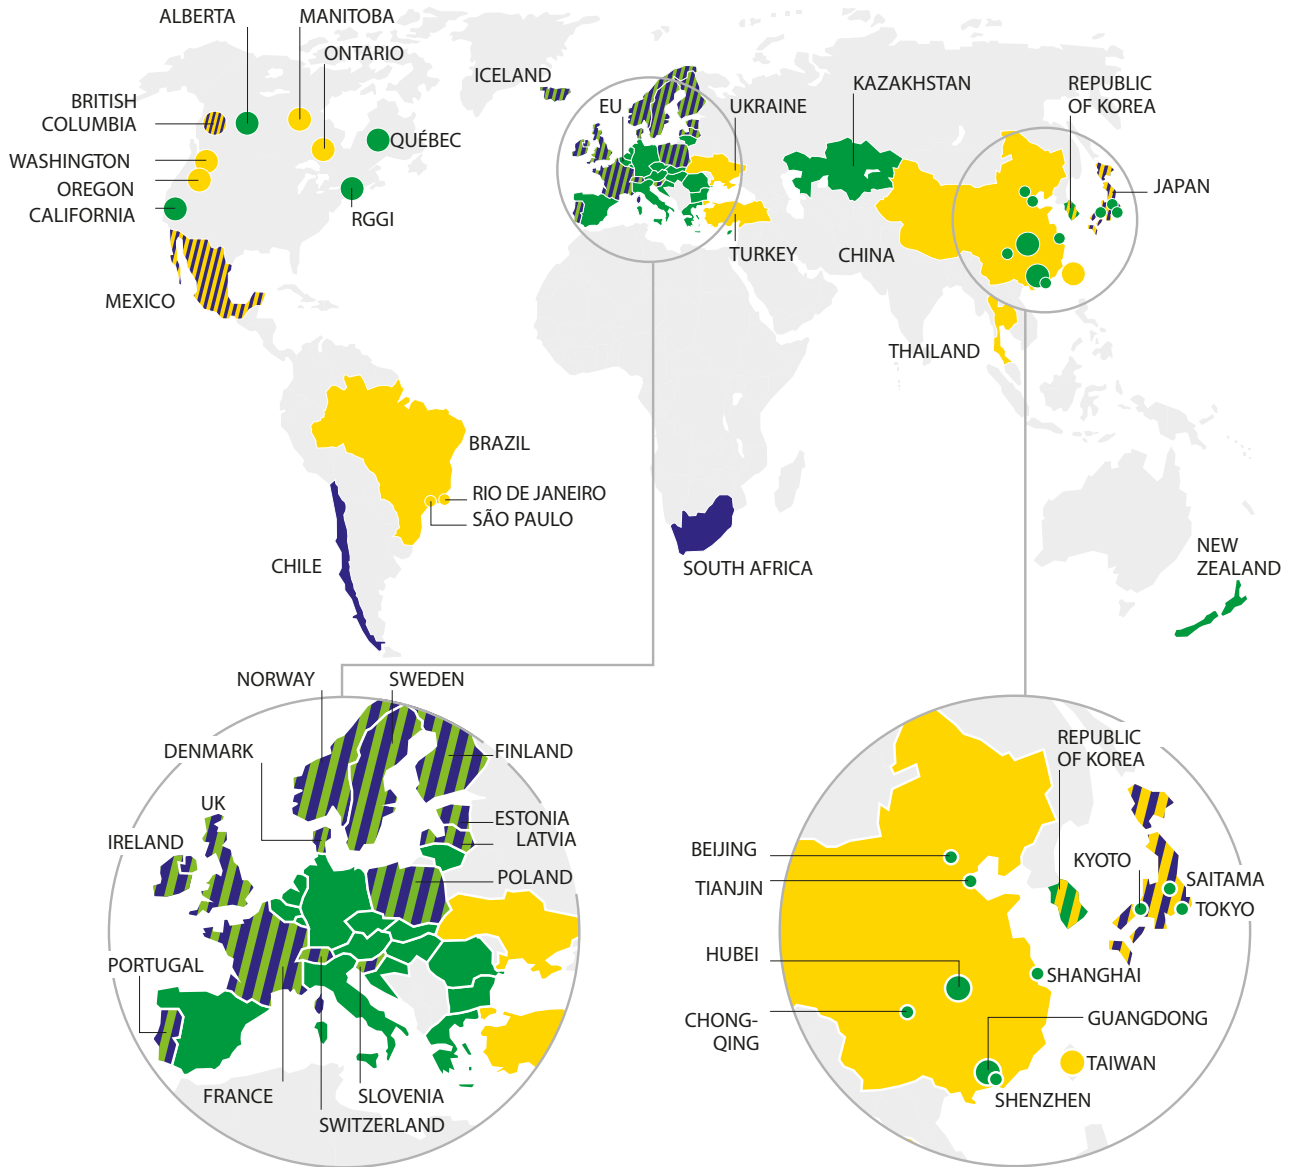 ALBERTA
MANITOBA
ONTARIO
BRITISH
COLUMBIA
WASHINGTON
OREGON
CALIFORNIA
QUÉBEC
RGGI
MEXICO
ICELAND
EU
UKRAINE
KAZAKHSTAN
REPUBLIC
OF KOREA
JAPAN
TURKEY
CHINA
THAILAND
BRAZIL
RIO DE JANEIRO
SÃO PAULO
CHILE
SOUTH AFRICA
NEW
ZEALAND
NORWAY
SWEDEN
DENMARK
FINLAND
UK
IRELAND
ESTONIA
LATVIA
POLAND
PORTUGAL
FRANCE
SLOVENIA
SWITZERLAND
REPUBLIC
OF KOREA
BEIJING
TIANJIN
KYOTO
SAITAMA
TOKYO
HUBEI
SHANGHAI
CHONG-
QING
GUANGDONG
TAIWAN
SHENZHEN